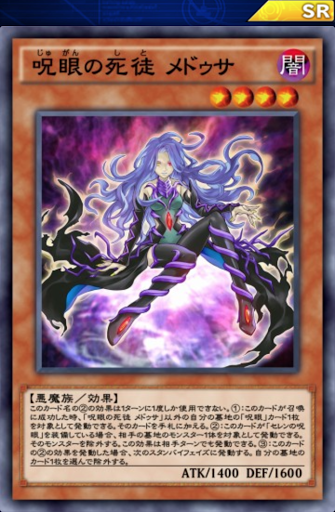 SR
じゅがん しと
呪眼の死徒 メドゥサ
闇
【悪魔族／効果】
このカード名の②の効果は1ターンに1度しか使用できない。①:このカードが召喚
に成功した時、「呪眼の死徒 メドゥサ」以外の自分の墓地の「呪眼」カード1枚
を対象として発動できる。そのカードを手札に加える。②:このカードが「セレンの呪
眼」を装備している場合、相手の墓地のモンスター1体を対象として発動できる。
そのモンスターを除外する。この効果は相手ターンでも発動できる。③:このカード
の②の効果を発動した場合、次のスタンバイフェイズに発動する。自分の墓地の
カード1枚を選んで除外する。
ATK/1400 DEF/1600